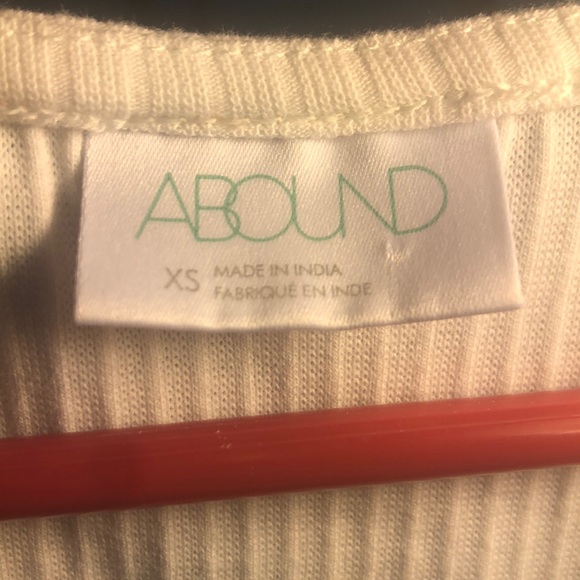 ABOUND
XS MADE IN INDIA
FABRIQUÉ EN INDE